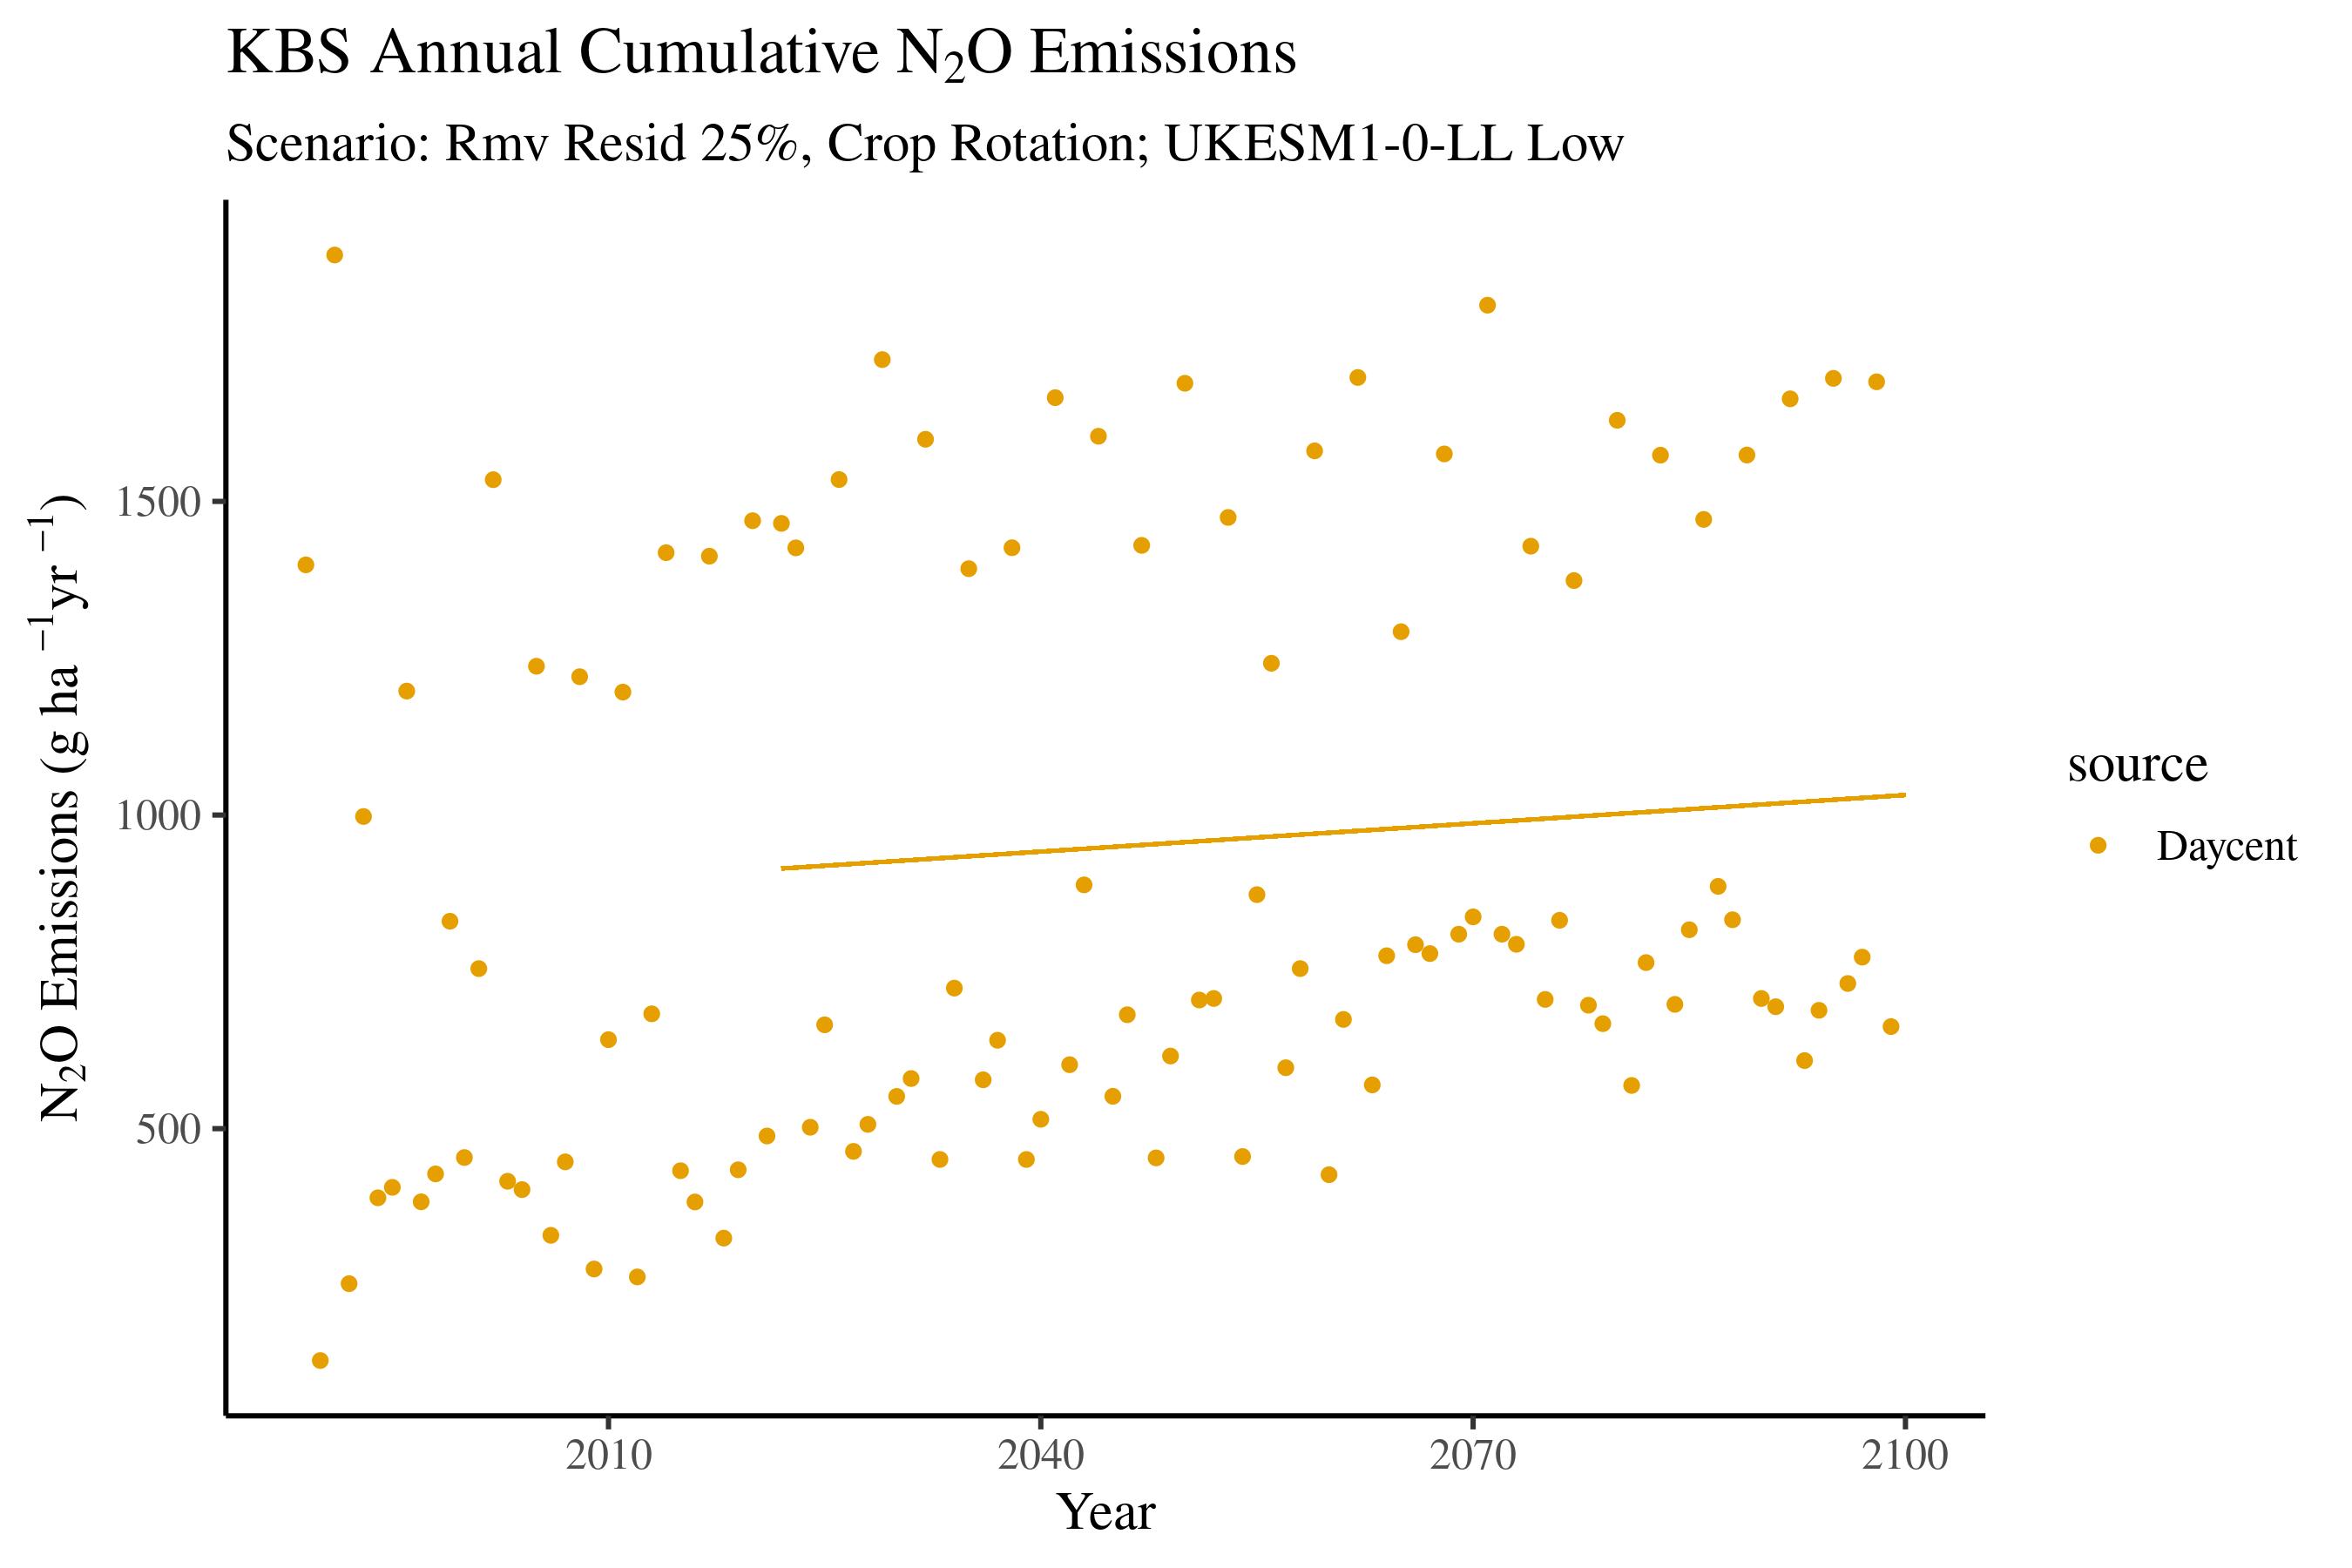 KBS Annual Cumulative N₂O Emissions
Scenario: Rmv Resid 25%, Crop Rotation; UKESM1-0-LL Low
N₂O Emissions (g ha⁻¹yr⁻¹)
1500
1000
500
2010 2040 2070 2100
Year
source
Daycent